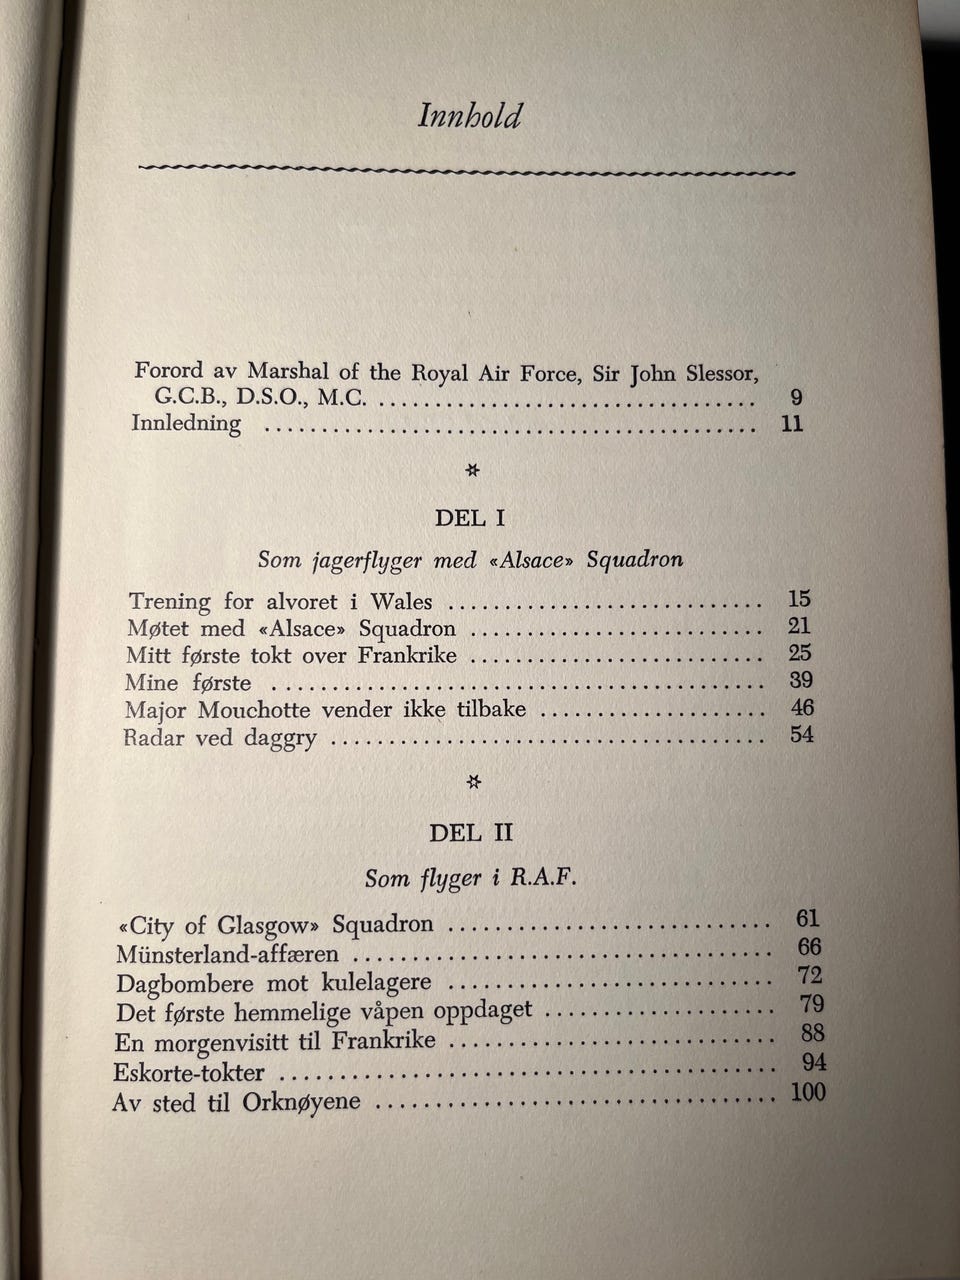 Innhold
Forord av Marshal of the Royal Air Force, Sir John Slessor,
G.C.B., D.S.O., M.C. .................................. 9
Innledning ............................................ 11
*
DEL I
Som jagerflyger med «Alsace» Squadron
Trening for alvoret i Wales ............................ 15
Møtet med «Alsace» Squadron .......................... 21
Mitt første tokt over Frankrike .......................... 25
Mine første ............................................ 39
Major Mouchotte vender ikke tilbake .................... 46
Radar ved daggry ...................................... 54
*
DEL II
Som flyger i R.A.F.
«City of Glasgow» Squadron ............................. 61
Münsterland-affæren ..................................... 66
Dagbombere mot kulelagere ............................. 72
Det første hemmelige våpen oppdaget .................... 79
En morgenvisitt til Frankrike ............................. 88
Eskorte-tokter ............................................ 94
Av sted til Orknøyene ................................... 100